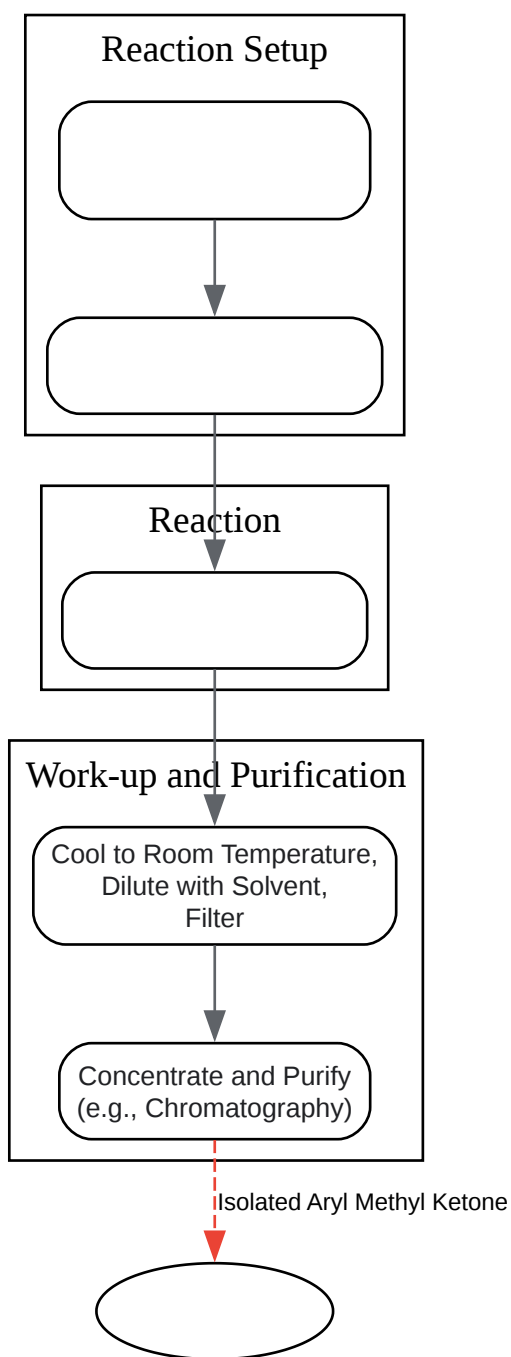 Reaction Setup
Reaction
Work-up and Purification
Cool to Room Temperature,
Dilute with Solvent,
Filter
Concentrate and Purify
(e.g., Chromatography)
Isolated Aryl Methyl Ketone